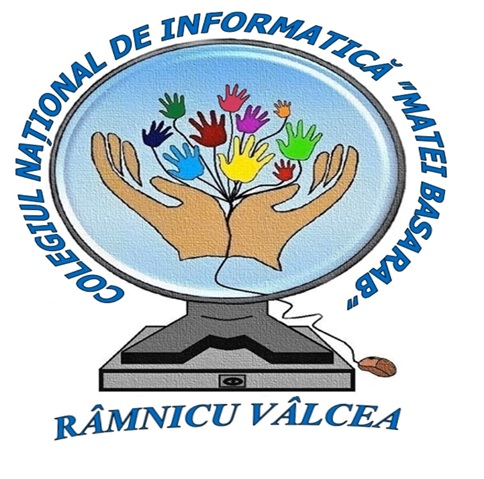 COLEGIUL NAȚIONAL DE INFORMATICĂ "MATEI BASARAB"
RÂMNICU VÂLCEA